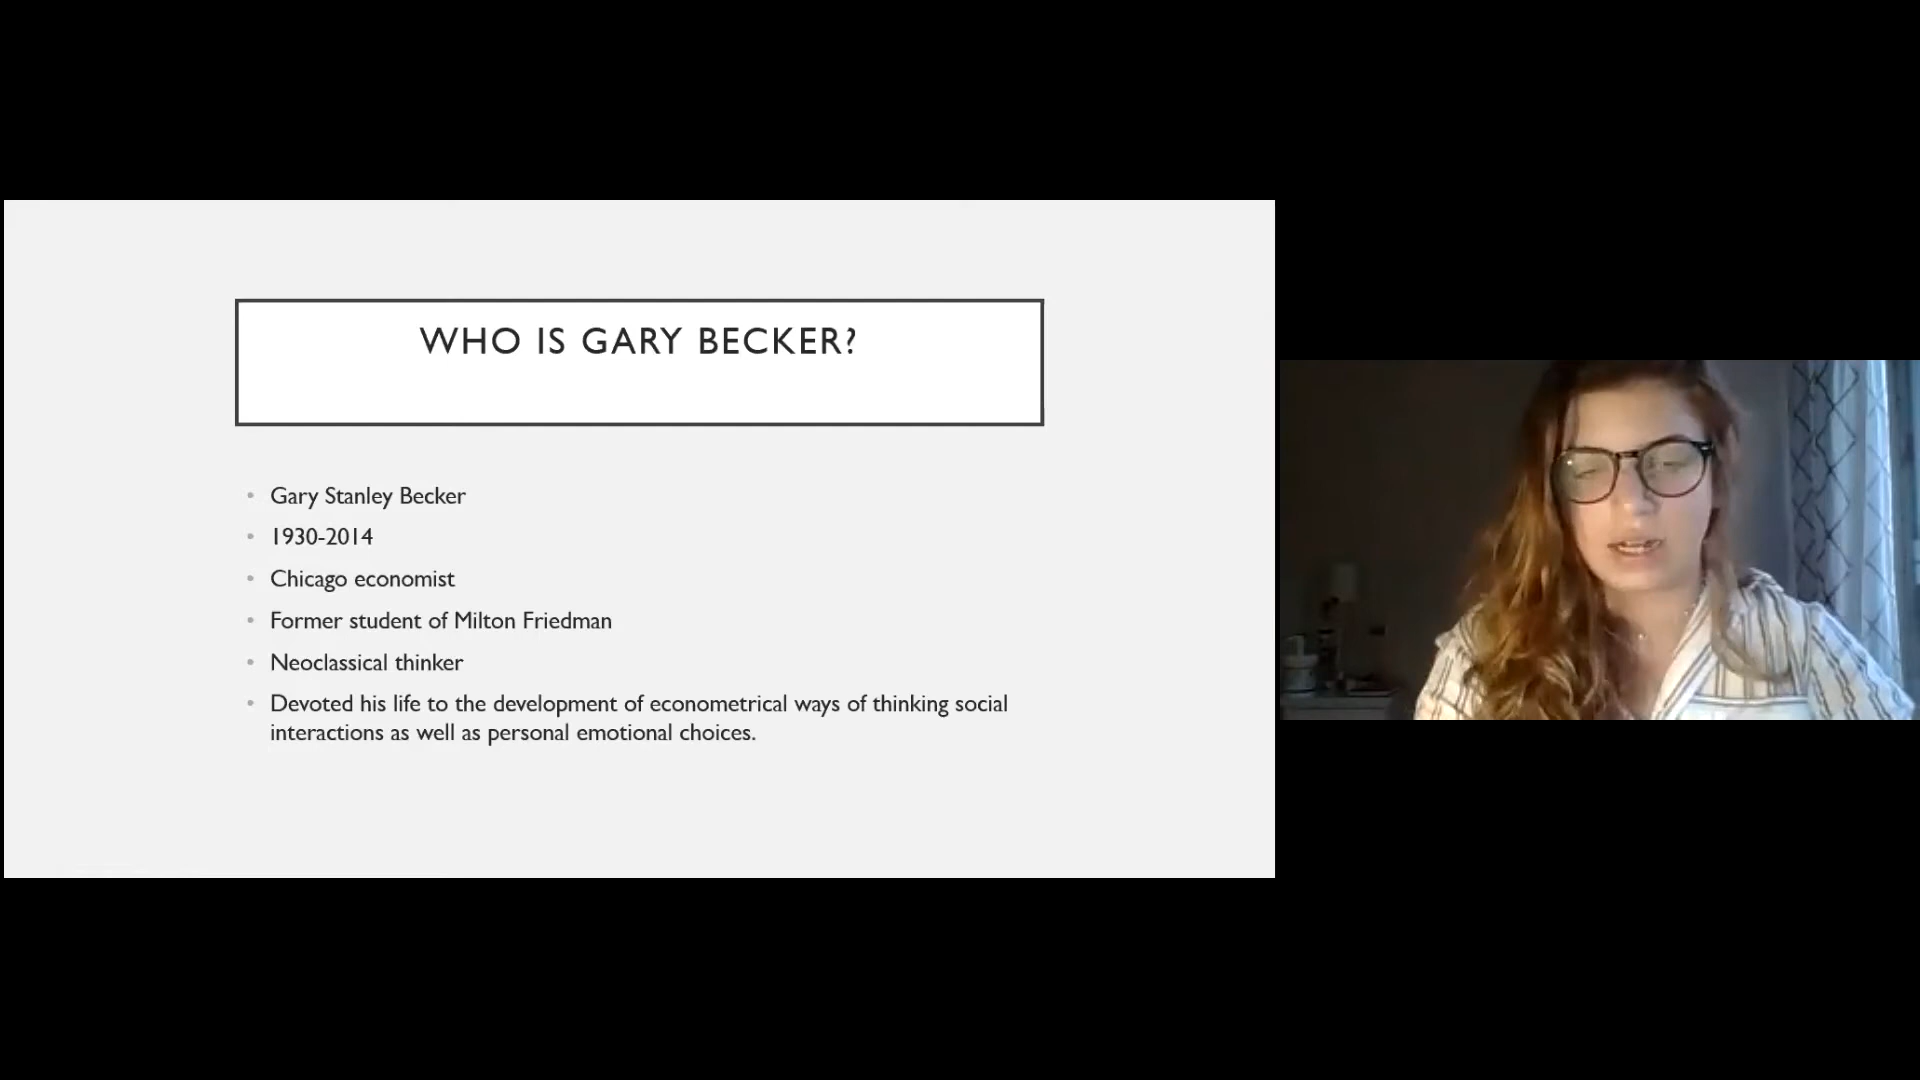 WHO IS GARY BECKER?
Gary Stanley Becker
1930-2014
Chicago economist
Former student of Milton Friedman
Neoclassical thinker
Devoted his life to the development of econometrical ways of thinking social
interactions as well as personal emotional choices.